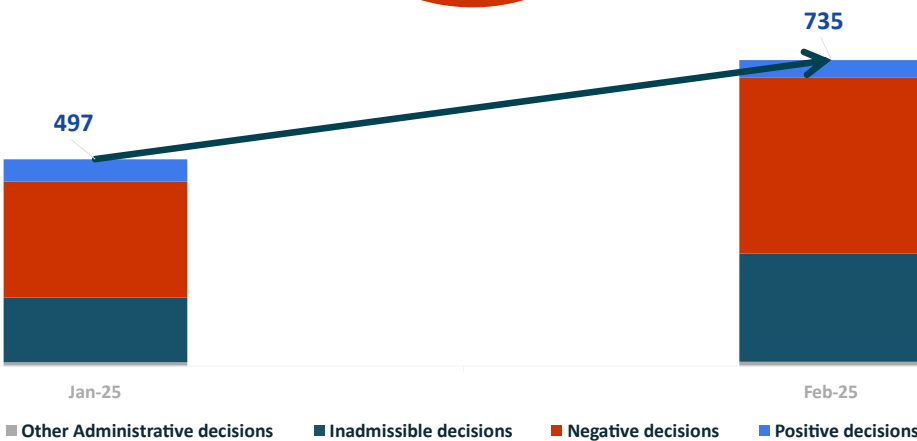 735
497
Jan-25
Feb-25
Other Administrative decisions
Inadmissible decisions
Negative decisions
Positive decisions